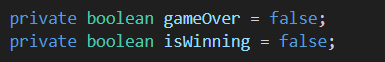 private boolean gameOver = false;
private boolean isWinning = false;